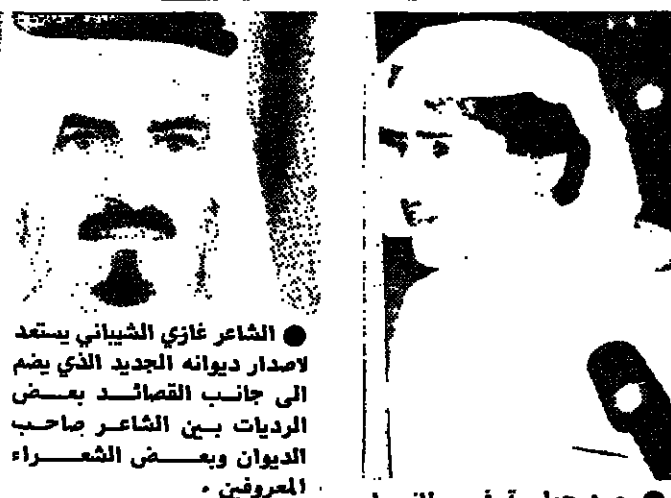 ● الشاعر غازي الشيباني يستعد
لاصدار ديوانه الجديد الذي يضم
الى جانب القصائد بعض
الرديات بين الشاعر صاحب
الديوان وبعض الشعراء
المعروفين .